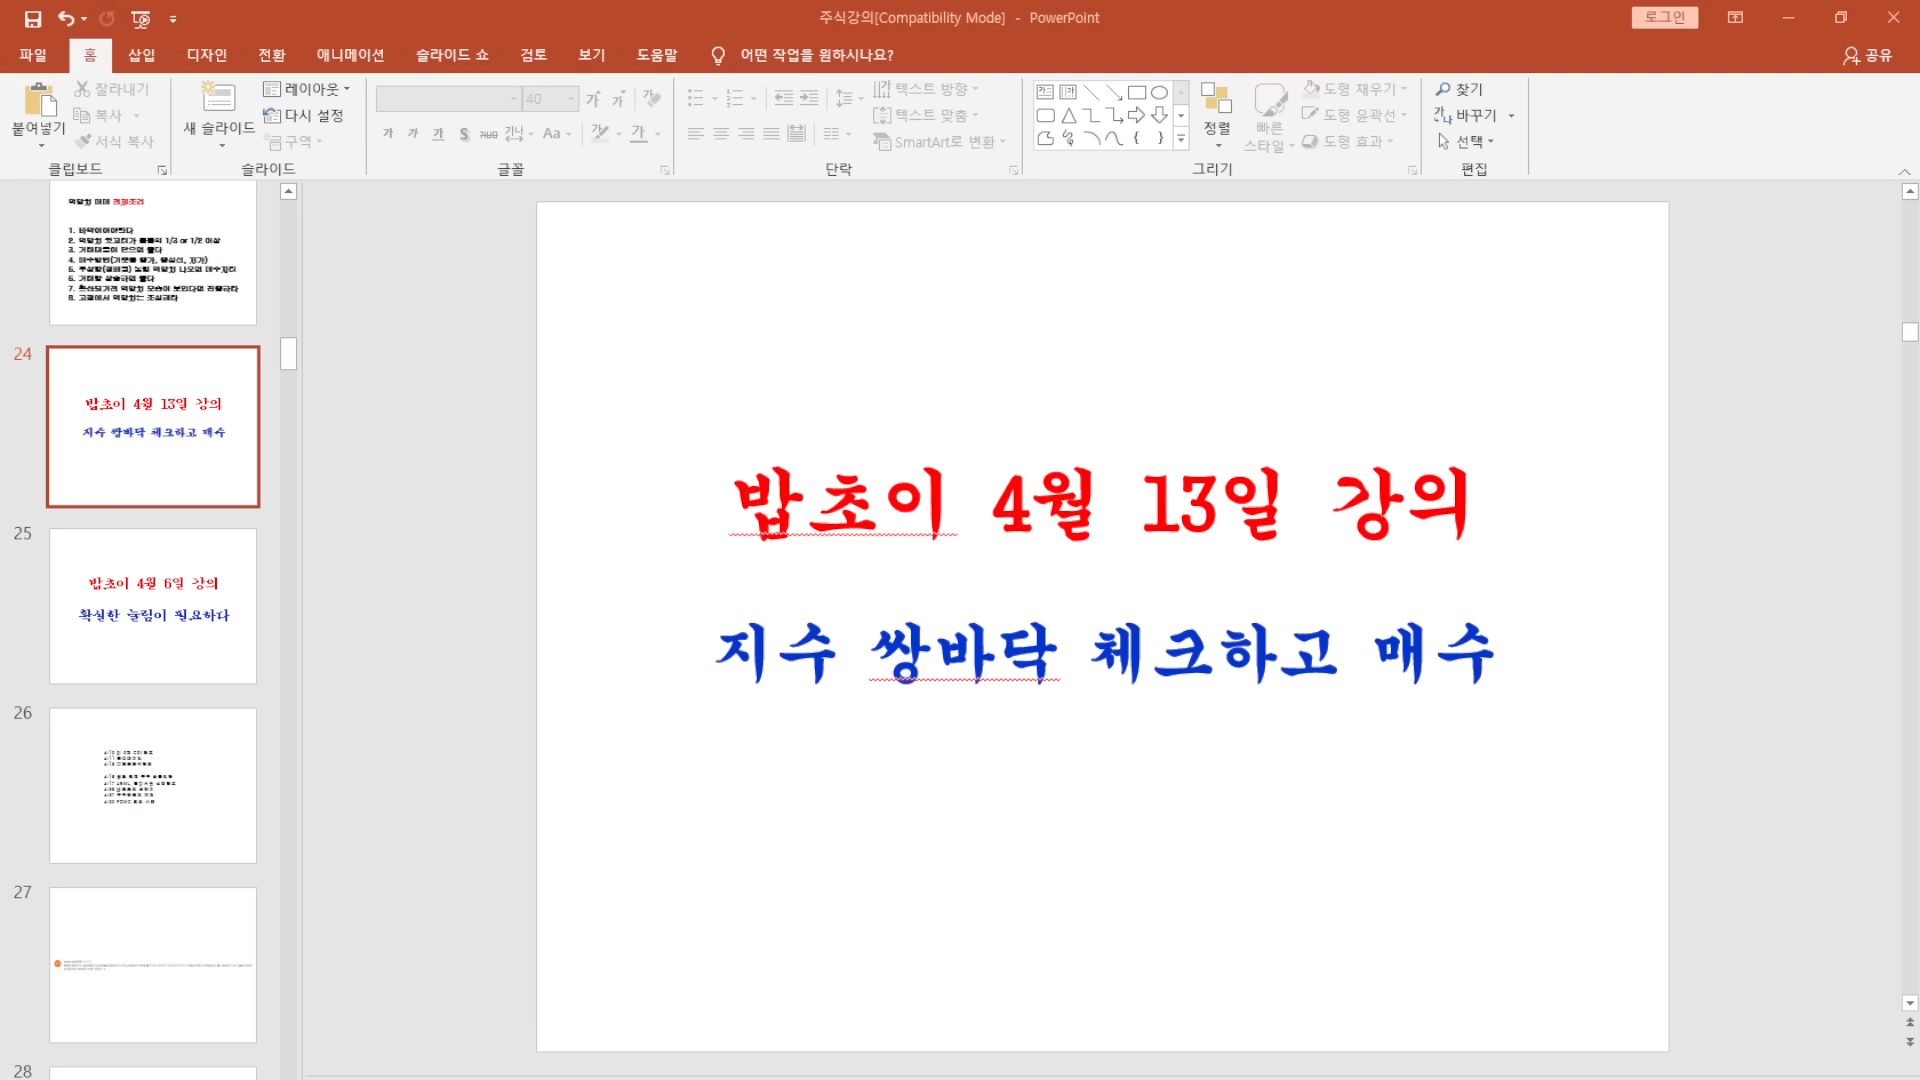 주식강의[Compatibility Mode] - PowerPoint
로그인
파일 홈 삽입 디자인 전환 애니메이션 슬라이드 쇼 검토 보기 도움말 어떤 작업을 원하시나요?
공유
붙여넣기
잘라내기
복사
서식 복사
클립보드
새 슬라이드
레이아웃
다시 설정
구역
슬라이드
40
글꼴
텍스트 방향
텍스트 맞춤
SmartArt로 변환
단락
정렬
빠른 스타일
도형 채우기
도형 윤곽선
도형 효과
그리기
찾기
바꾸기
선택
편집
24
밥초이 4월 13일 강의
지수 쌍바닥 체크하고 매수
25
밥초이 4월 6일 강의
확실한 눌림이 필요하다
26
27
28
밥초이 4월 13일 강의
지수 쌍바닥 체크하고 매수